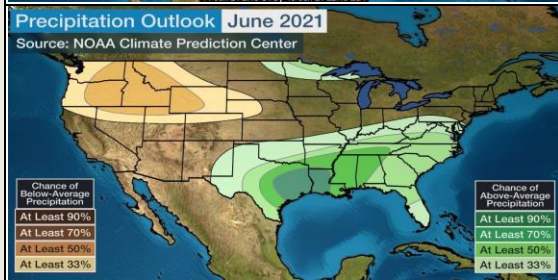 Precipitation Outlook June 2021
Source: NOAA Climate Prediction Center
Chance of
Below-Average
Precipitation
At Least 90%
At Least 70%
At Least 50%
At Least 33%
Chance of
Above-Average
Precipitation
At Least 90%
At Least 70%
At Least 50%
At Least 33%